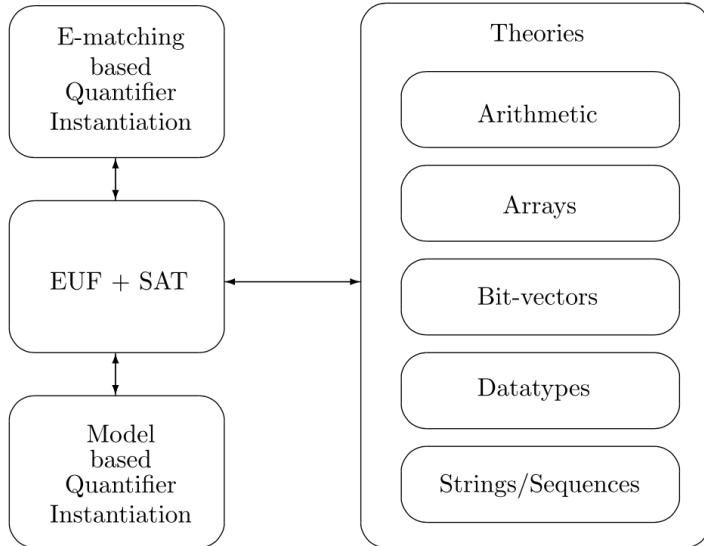 E-matching
based
Quantifier
Instantiation
EUF + SAT
Model
based
Quantifier
Instantiation
Theories
Arithmetic
Arrays
Bit-vectors
Datatypes
Strings/Sequences